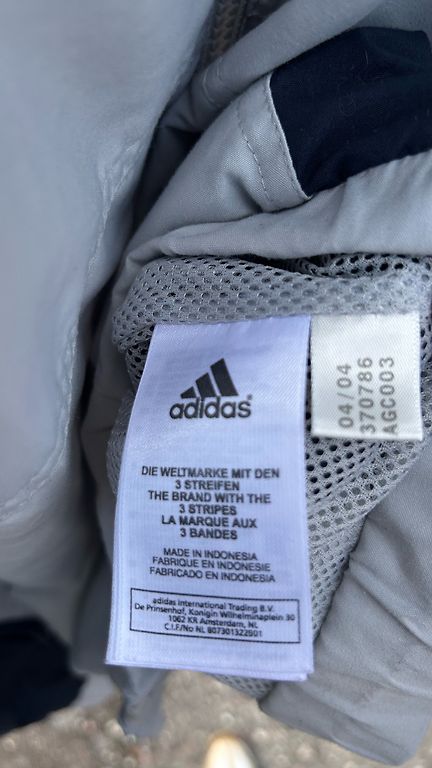 adidas®
DIE WELTMARKE MIT DEN
3 STREIFEN
THE BRAND WITH THE
3 STRIPES
LA MARQUE AUX
3 BANDES
MADE IN INDONESIA
FABRIQUE EN INDONESIE
FABRICADO EN INDONESIA
adidas International Trading B.V.
De Prinsenhof, Konigin Wilhelminaplein 30
1062 KR Amsterdam, NL
C.I.F/No NL 807301322B01
04/04
370786
AGC003